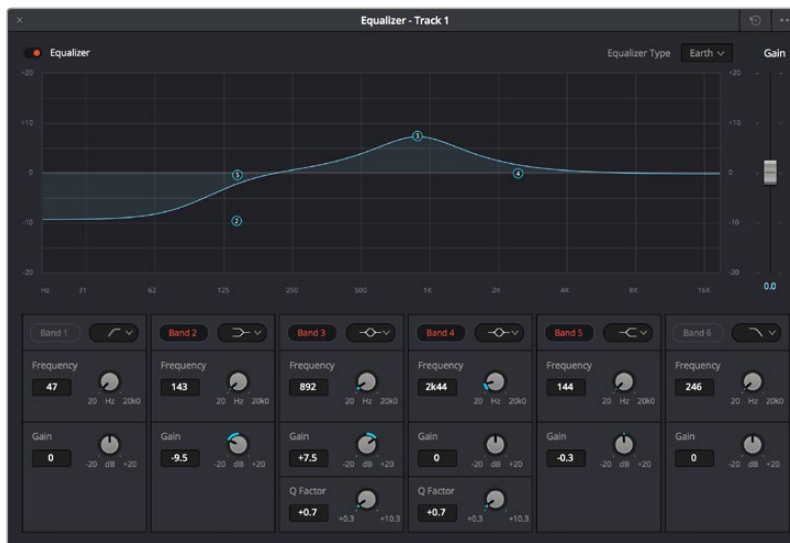 × Equalizer - Track 1
Equalizer Equalizer Type Earth Gain
+20 +20
+10 +10
0 0
-10 -10
-20 -20
5
3
4
2
Hz 31 62 125 250 500 1K 2K 4K 8K 16K 0.0
Band 1 Band 2 Band 3 Band 4 Band 5 Band 6
Frequency Frequency Frequency Frequency Frequency Frequency
47 143 892 2k44 144 246
20 Hz 20k0 20 Hz 20k0 20 Hz 20k0 20 Hz 20k0 20 Hz 20k0 20 Hz 20k0
Gain Gain Gain Gain Gain Gain
0 -9.5 +7.5 0 -0.3 0
-20 dB +20 -20 dB +20 -20 dB +20 -20 dB +20 -20 dB +20 -20 dB +20
Q Factor Q Factor
+0.7 +0.7
+0.3 +10.3 +0.3 +10.3